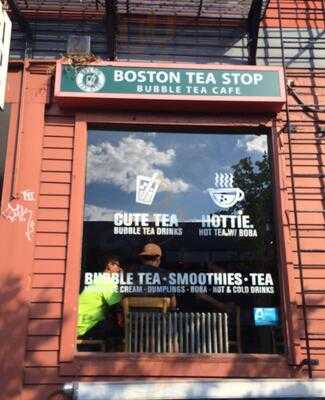 BOSTON TEA STOP
BUBBLE TEA CAFE
CUTE TEA
BUBBLE TEA DRINKS
HOTTIE.
HOT TEA W/ BOBA
BUBBLE TEA · SMOOTHIES · TEA
CREAM · DUMPLINGS · BOBA · HOT & COLD DRINKS